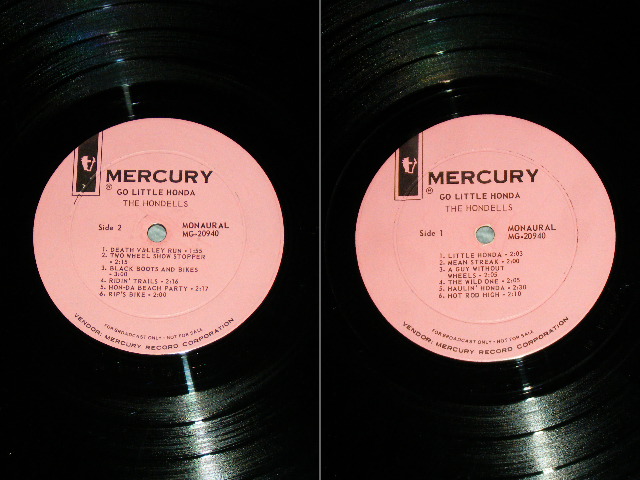 MERCURY
®
GO LITTLE HONDA
THE HONDELLS
Side 2
MONAURAL
MG-20940
1. DEATH VALLEY RUN • 1:55
2. TWO WHEEL SHOW STOPPER
• 2:15
3. BLACK BOOTS AND BIKES
• 3:00
4. RIDIN' TRAILS • 2:16
5. HON-DA BEACH PARTY • 2:17
6. RIP'S BIKE • 2:00
FOR BROADCAST ONLY • NOT FOR SALE
VENDOR: MERCURY RECORD CORPORATION
MERCURY
®
GO LITTLE HONDA
THE HONDELLS
Side 1
MONAURAL
MG-20940
1. LITTLE HONDA • 2:03
2. MEAN STREAK • 2:00
3. A GUY WITHOUT
WHEELS • 2:05
4. THE WILD ONE • 2:05
5. HAULIN' HONDA • 2:30
6. HOT ROD HIGH • 2:10
FOR BROADCAST ONLY • NOT FOR SALE
VENDOR: MERCURY RECORD CORPORATION